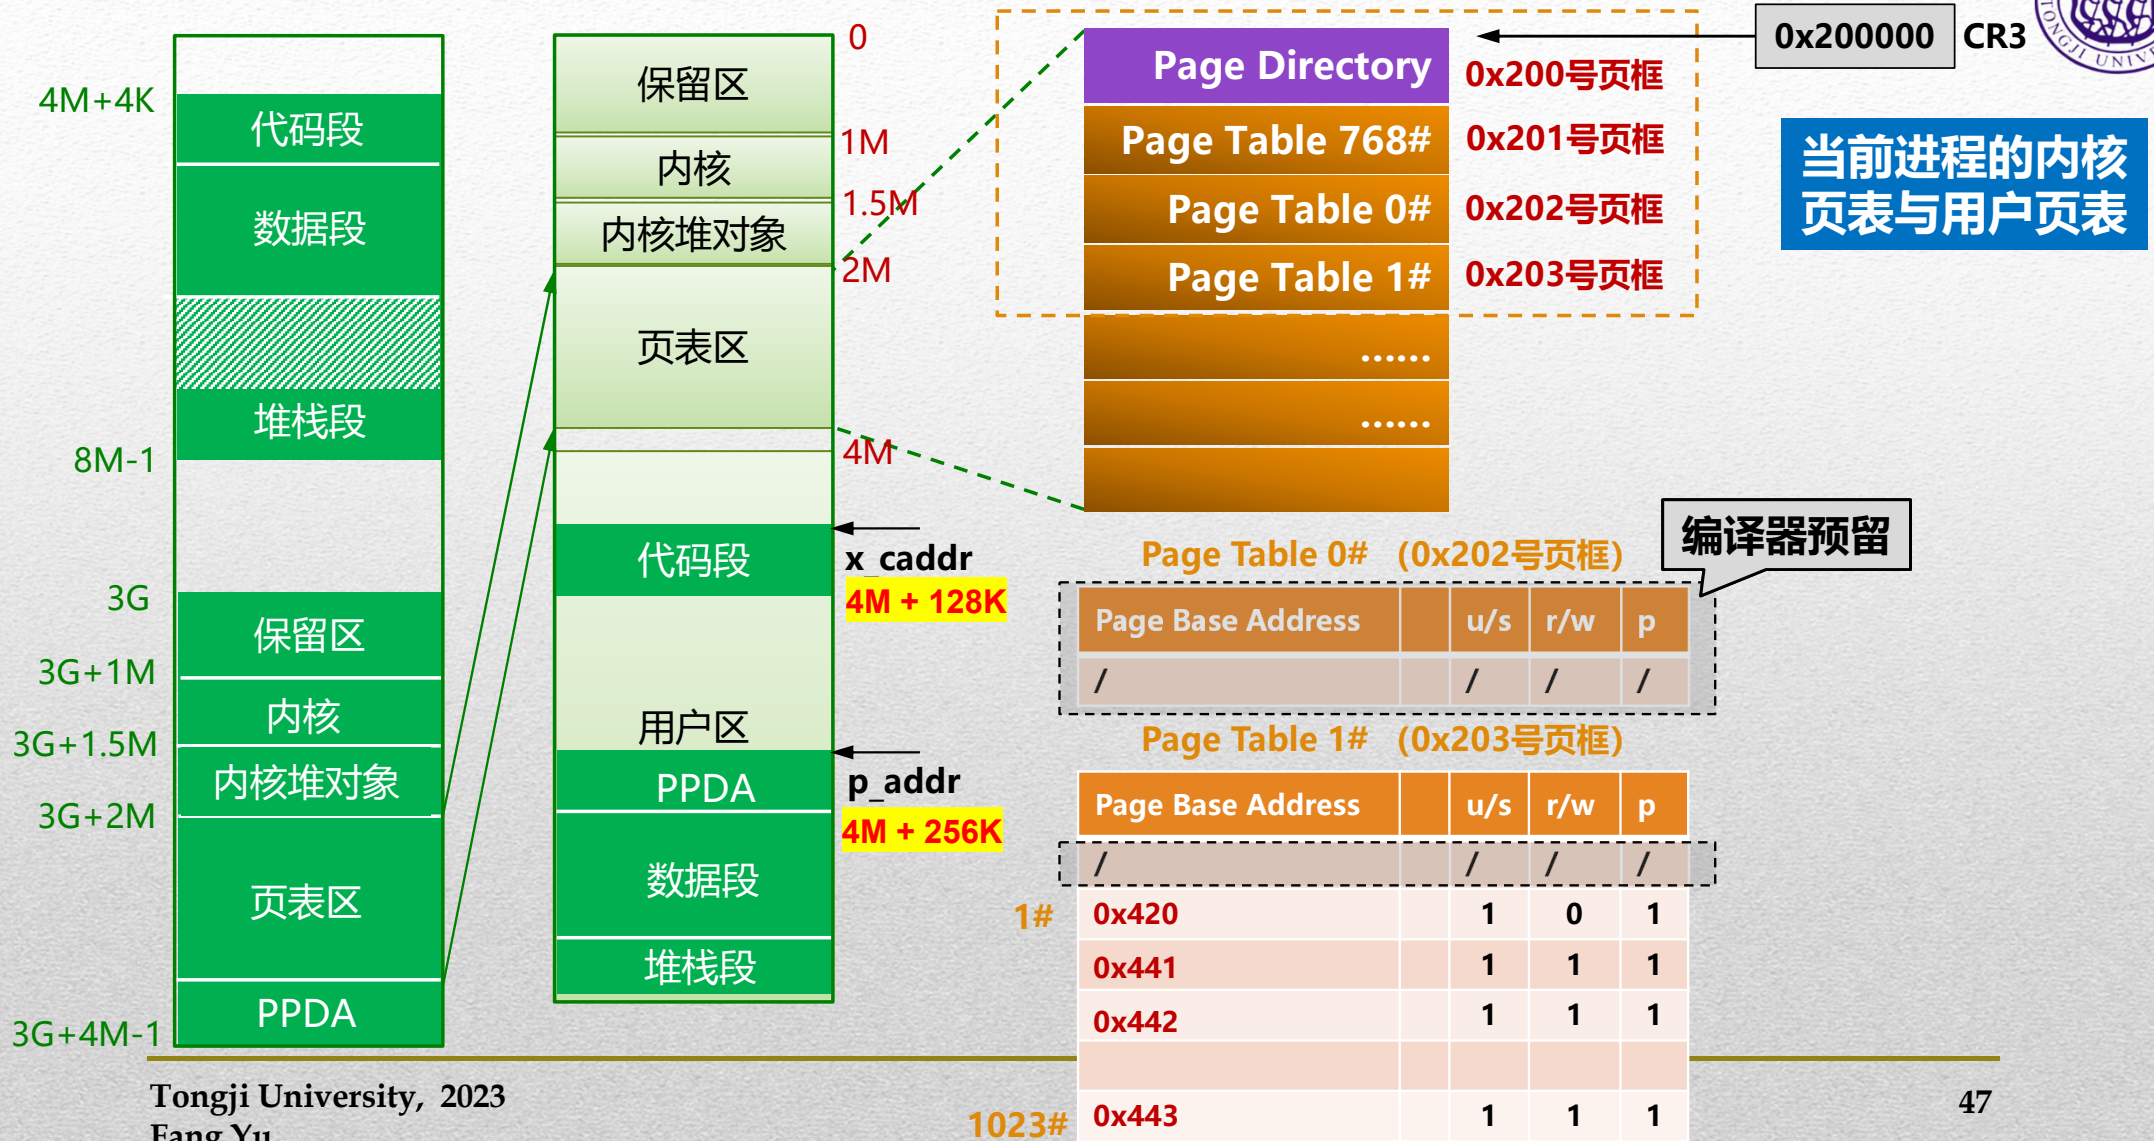 4M+4K
代码段
数据段
堆栈段
8M-1
3G
保留区
3G+1M
内核
3G+1.5M
内核堆对象
3G+2M
页表区
PPDA
3G+4M-1
0
保留区
1M
内核
1.5M
内核堆对象
2M
页表区
4M
代码段
x_caddr
4M + 128K
用户区
PPDA
p_addr
4M + 256K
数据段
堆栈段
0x200000 CR3
Page Directory 0x200号页框
Page Table 768# 0x201号页框
Page Table 0# 0x202号页框
Page Table 1# 0x203号页框
......
......
当前进程的内核
页表与用户页表
编译器预留
Page Table 0# (0x202号页框)
Page Base Address u/s r/w p
/ / / /
Page Table 1# (0x203号页框)
Page Base Address u/s r/w p
/ / / /
1# 0x420 1 0 1
0x441 1 1 1
0x442 1 1 1
1023# 0x443 1 1 1
Tongji University, 2023
Fang Yu
47